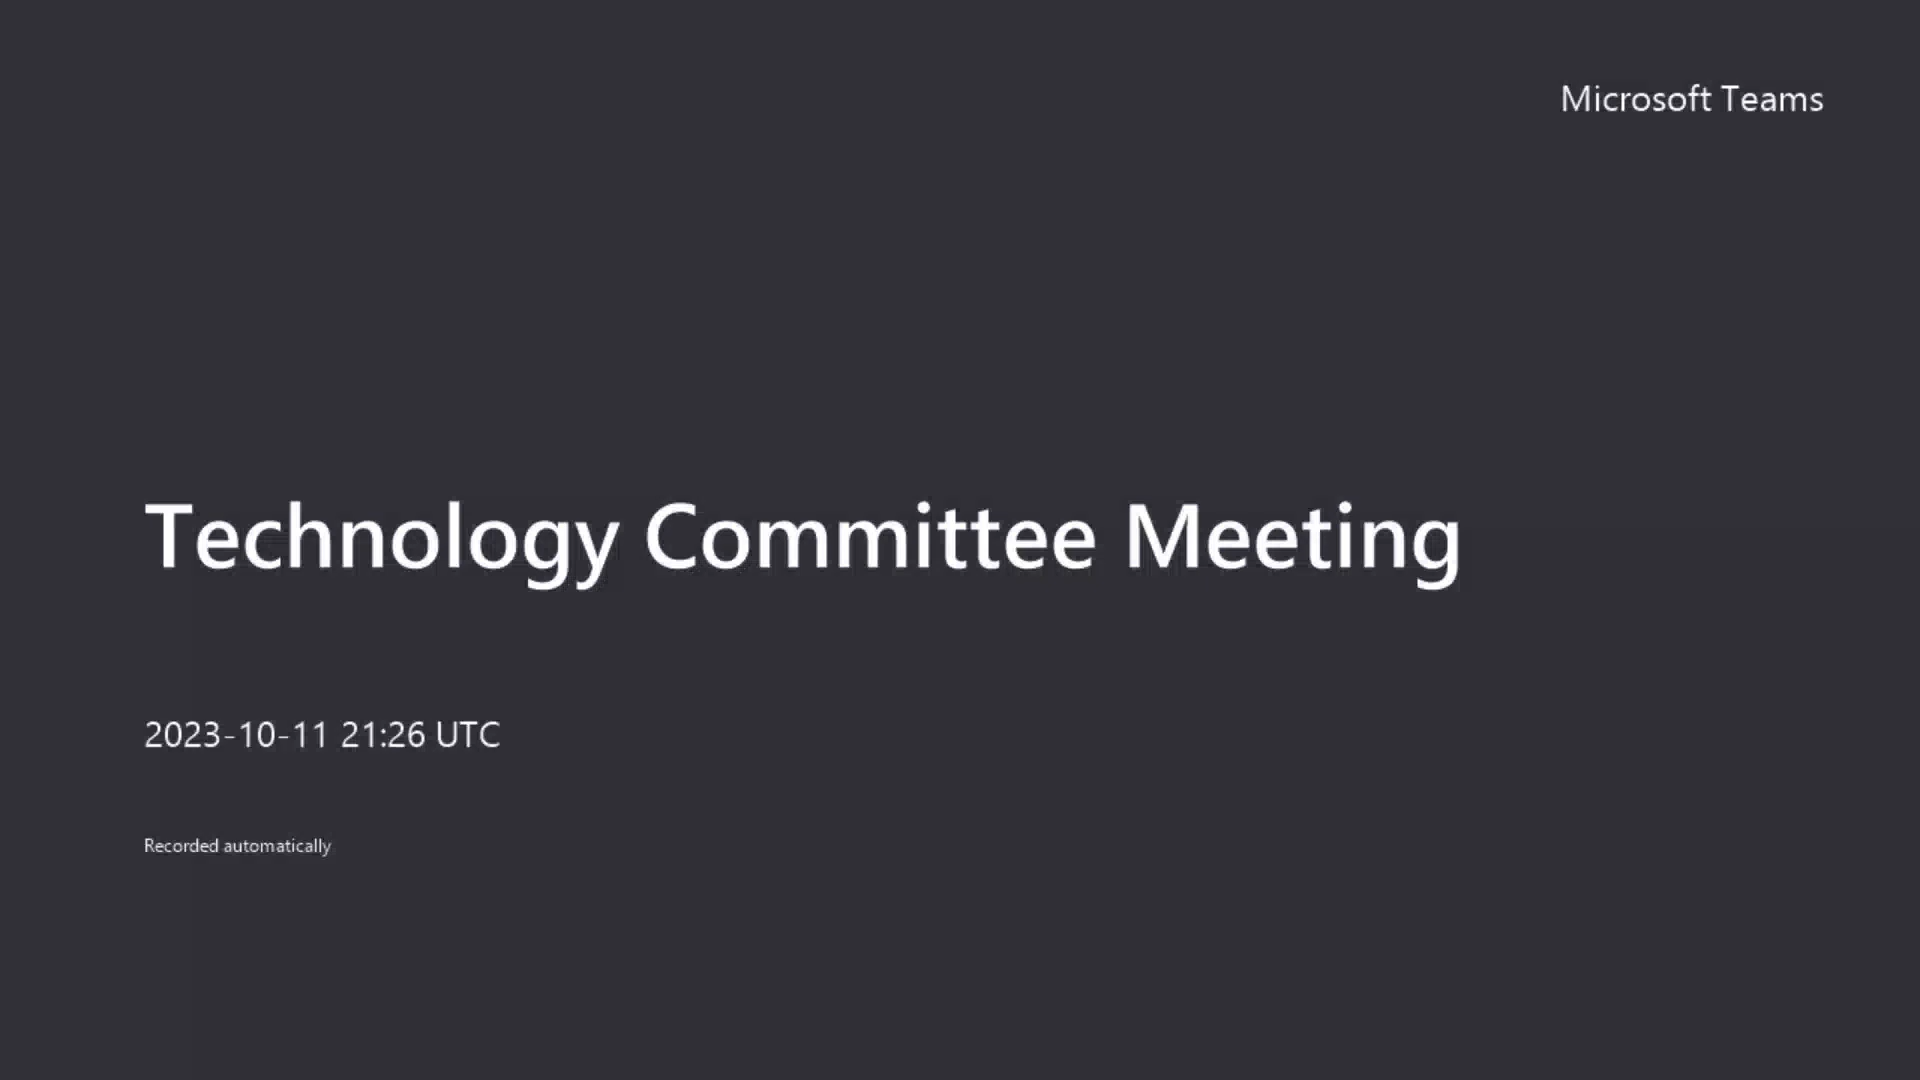 Microsoft Teams
Technology Committee Meeting
2023-10-11 21:26 UTC
Recorded automatically